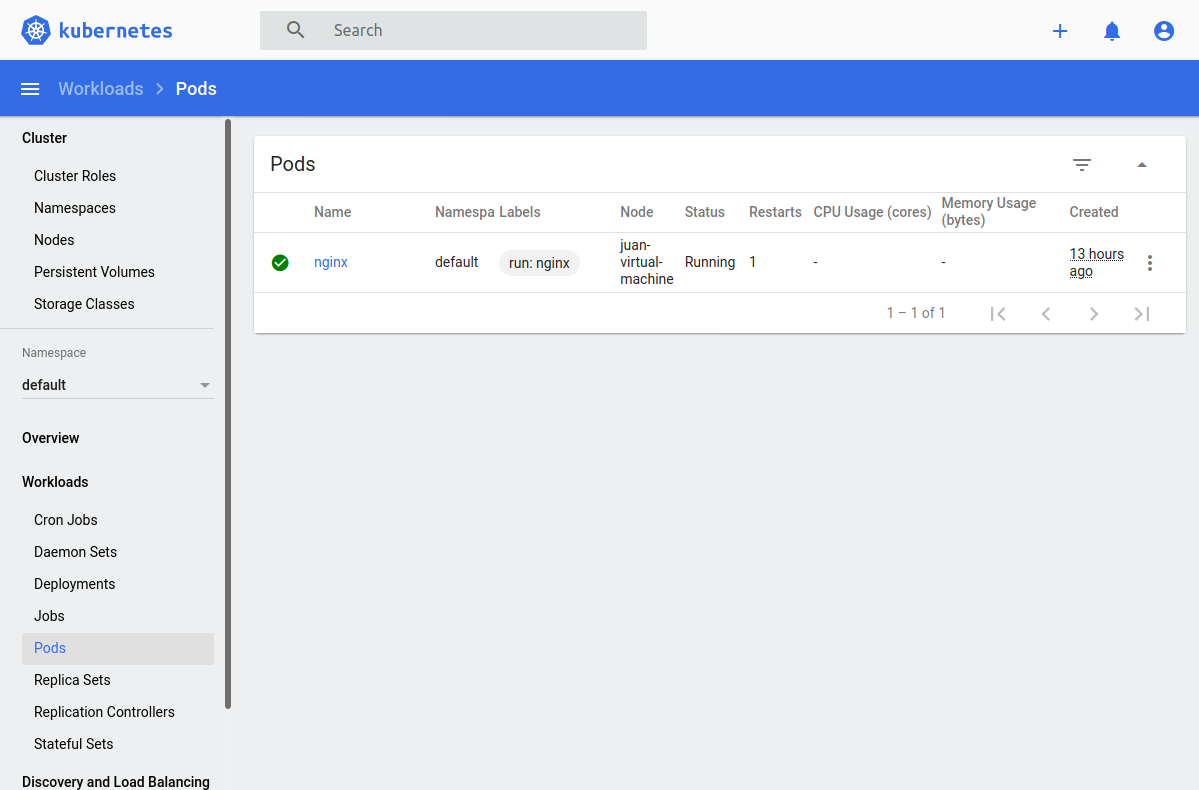 kubernetes
Search
Workloads
Pods
Cluster
Cluster Roles
Namespaces
Nodes
Persistent Volumes
Storage Classes
Namespace
default
Overview
Workloads
Cron Jobs
Daemon Sets
Deployments
Jobs
Pods
Replica Sets
Replication Controllers
Stateful Sets
Discovery and Load Balancing
Pods
Name Namespa Labels Node Status Restarts CPU Usage (cores) Memory Usage (bytes) Created
nginx default run: nginx juan-virtual-machine Running 1 - - 13 hours ago
1 – 1 of 1